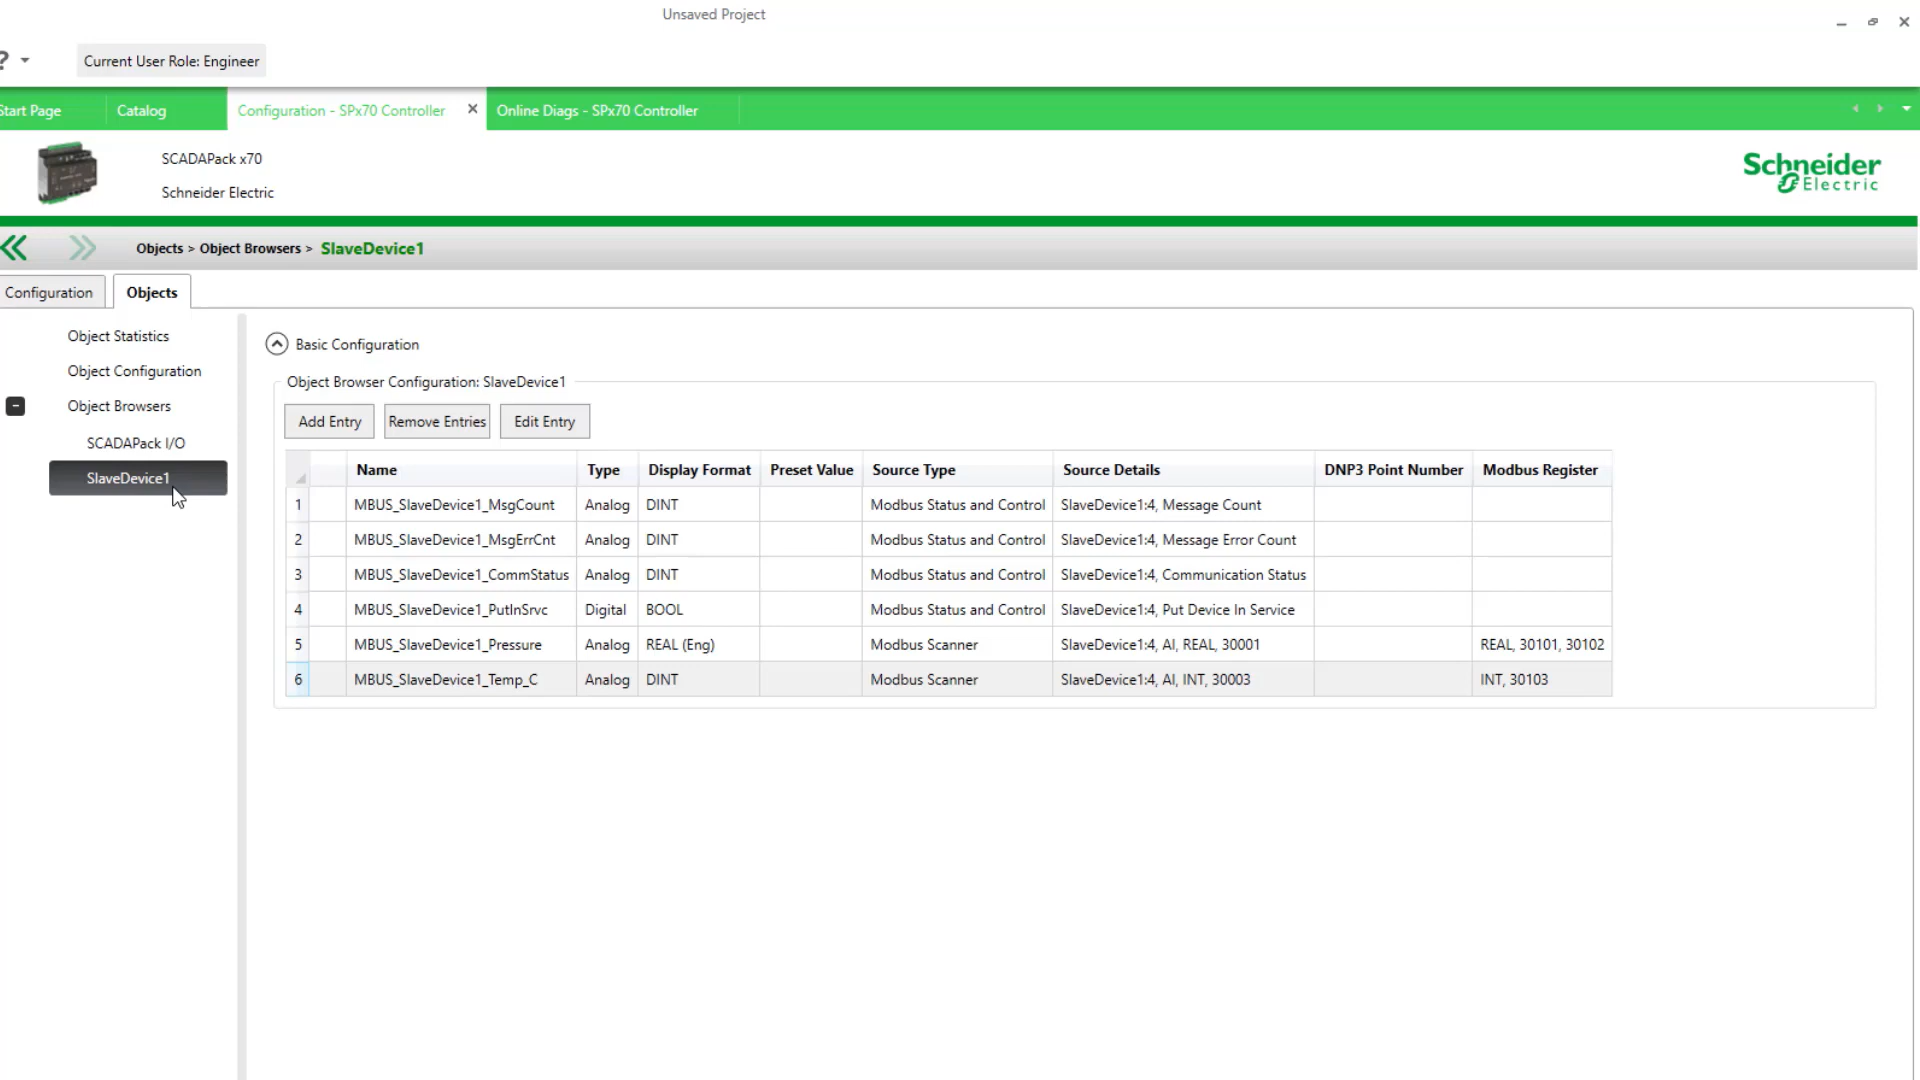 Unsaved Project
? Current User Role: Engineer
Start Page Catalog Configuration - SPx70 Controller Online Diags - SPx70 Controller
SCADAPack x70
Schneider Electric
Schneider
Electric
Objects > Object Browsers > SlaveDevice1
Configuration Objects
Object Statistics
Object Configuration
Object Browsers
SCADAPack I/O
SlaveDevice1
Basic Configuration
Object Browser Configuration: SlaveDevice1
Add Entry Remove Entries Edit Entry
Name Type Display Format Preset Value Source Type Source Details DNP3 Point Number Modbus Register
1 MBUS_SlaveDevice1_MsgCount Analog DINT Modbus Status and Control SlaveDevice1:4, Message Count
2 MBUS_SlaveDevice1_MsgErrCnt Analog DINT Modbus Status and Control SlaveDevice1:4, Message Error Count
3 MBUS_SlaveDevice1_CommStatus Analog DINT Modbus Status and Control SlaveDevice1:4, Communication Status
4 MBUS_SlaveDevice1_PutInSrvc Digital BOOL Modbus Status and Control SlaveDevice1:4, Put Device In Service
5 MBUS_SlaveDevice1_Pressure Analog REAL (Eng) Modbus Scanner SlaveDevice1:4, AI, REAL, 30001 REAL, 30101, 30102
6 MBUS_SlaveDevice1_Temp_C Analog DINT Modbus Scanner SlaveDevice1:4, AI, INT, 30003 INT, 30103